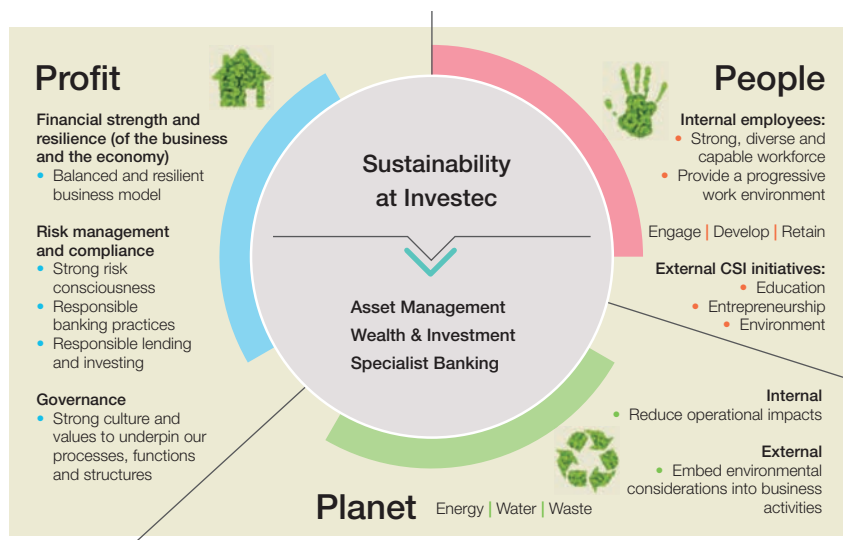 Profit
Financial strength and
resilience (of the business
and the economy)
• Balanced and resilient
business model
Risk management
and compliance
• Strong risk
consciousness
• Responsible
banking practices
• Responsible lending
and investing
Governance
• Strong culture and
values to underpin our
processes, functions
and structures
Sustainability
at Investec
Asset Management
Wealth & Investment
Specialist Banking
People
Internal employees:
• Strong, diverse and
capable workforce
• Provide a progressive
work environment
Engage | Develop | Retain
External CSI initiatives:
• Education
• Entrepreneurship
• Environment
Internal
• Reduce operational impacts
External
• Embed environmental
considerations into business
activities
Planet
Energy | Water | Waste